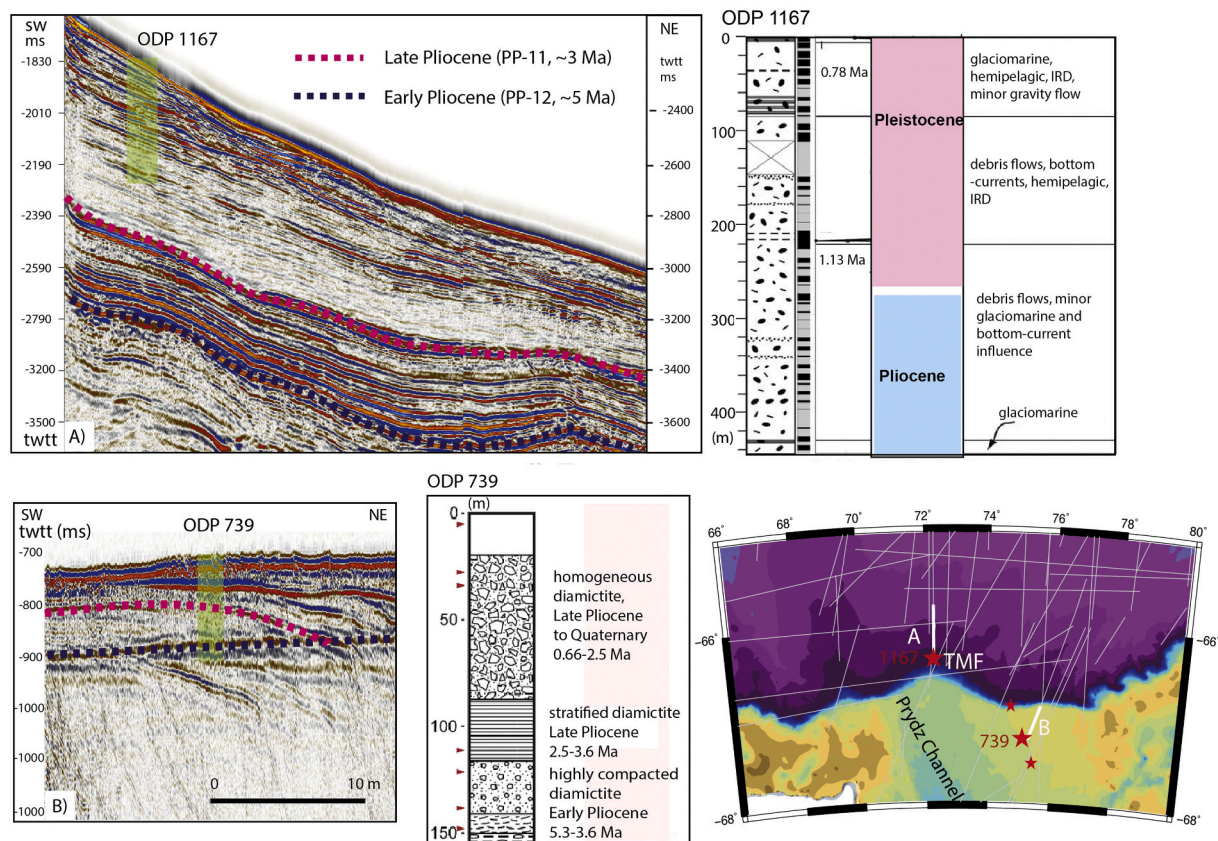 SW
ms
ODP 1167
NE
twtt
ms
Late Pliocene (PP-11, ~3 Ma)
Early Pliocene (PP-12, ~5 Ma)
-1830
-2010
-2190
-2390
-2590
-2790
-3200
-3500
twtt
A)
-2400
-2600
-2800
-3000
-3200
-3400
-3600
ODP 1167
0
100
200
300
400
(m)
0.78 Ma
1.13 Ma
Pleistocene
Pliocene
glaciomarine,
hemipelagic, IRD,
minor gravity flow
debris flows, bottom
-currents, hemipelagic,
IRD
debris flows, minor
glaciomarine and
bottom-current
influence
glaciomarine
SW
twtt (ms)
ODP 739
NE
-700
-800
-900
-1000
-1000
-1000
B)
0
10 m
ODP 739
(m)
0
50
100
150
homogeneous
diamictite,
Late Pliocene
to Quaternary
0.66-2.5 Ma
stratified diamictite
Late Pliocene
2.5-3.6 Ma
highly compacted
diamictite
Early Pliocene
5.3-3.6 Ma
66˚
68˚
70˚
72˚
74˚
76˚
78˚
80˚
-66˚
-66˚
-68˚
-68˚
A
1167
TMF
Prydz Channel
739
B